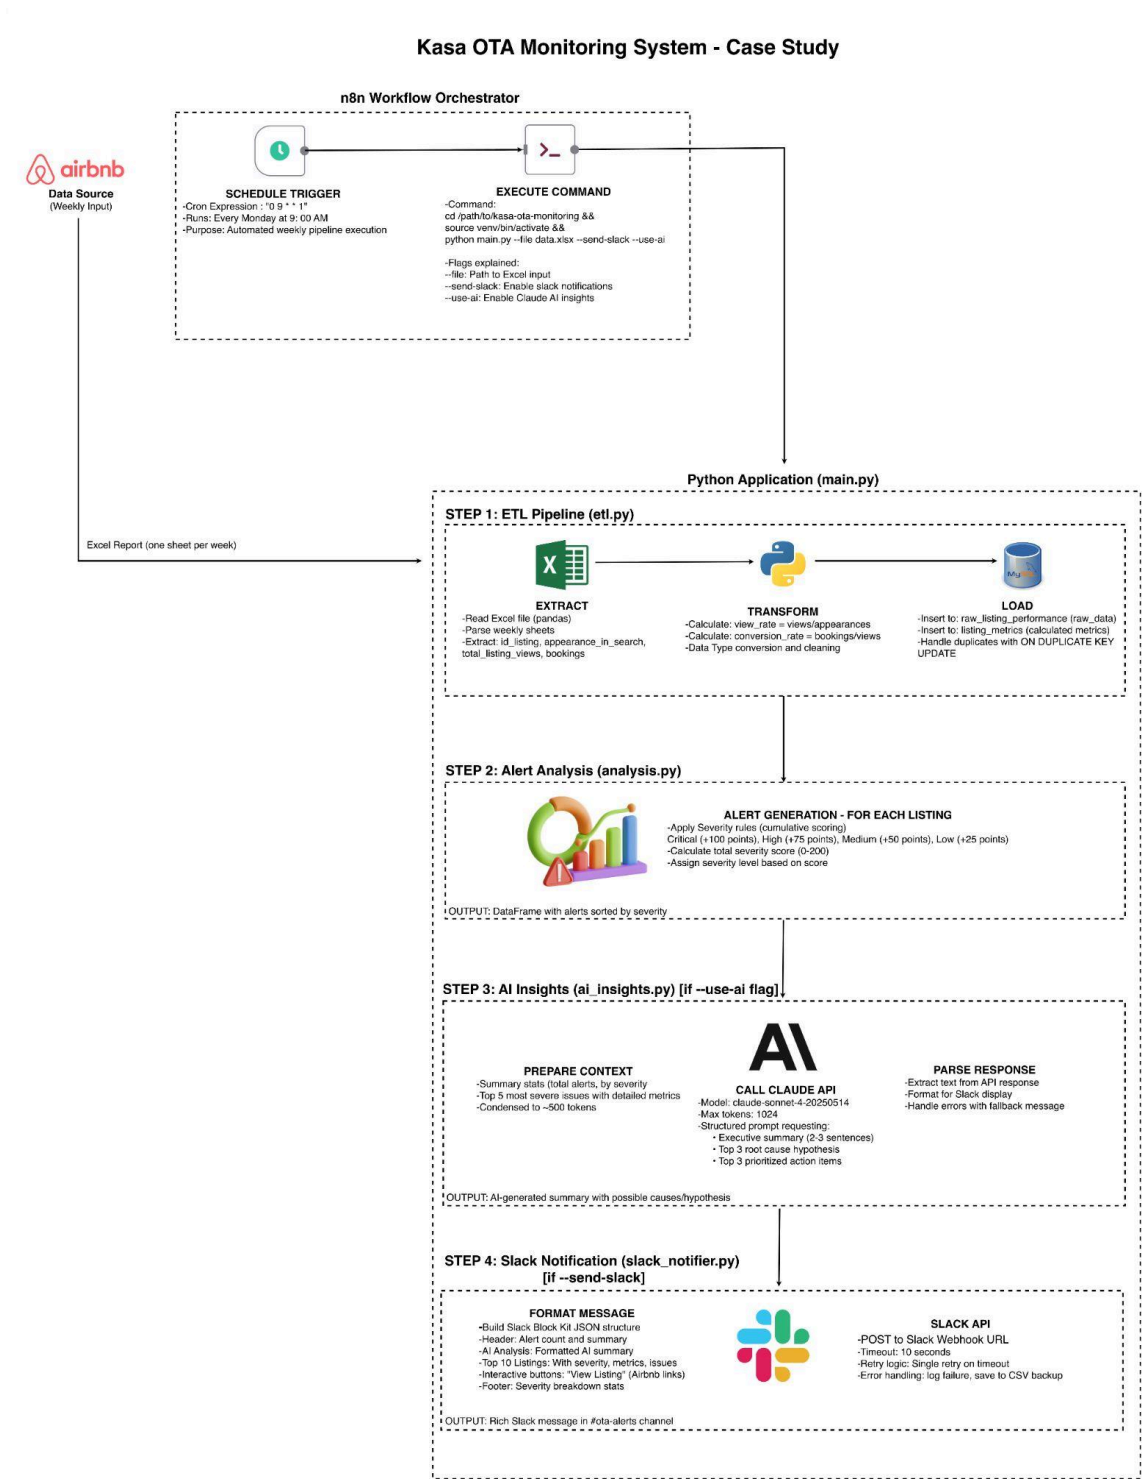 Kasa OTA Monitoring System - Case Study
n8n Workflow Orchestrator
airbnb
Data Source
(Weekly Input)
SCHEDULE TRIGGER
-Cron Expression : "0 9 * * 1"
-Runs: Every Monday at 9: 00 AM
-Purpose: Automated weekly pipeline execution
>_
EXECUTE COMMAND
-Command:
cd /path/to/kasa-ota-monitoring &&
source venv/bin/activate &&
python main.py --file data.xlsx --send-slack --use-ai
-Flags explained:
--file: Path to Excel input
--send-slack: Enable slack notifications
--use-ai: Enable Claude AI insights
Excel Report (one sheet per week)
Python Application (main.py)
STEP 1: ETL Pipeline (etl.py)
X
EXTRACT
-Read Excel file (pandas)
-Parse weekly sheets
-Extract: id_listing, appearance_in_search,
total_listing_views, bookings
TRANSFORM
-Calculate: view_rate = views/appearances
-Calculate: conversion_rate = bookings/views
-Data Type conversion and cleaning
LOAD
-Insert to: raw_listing_performance (raw_data)
-Insert to: listing_metrics (calculated metrics)
-Handle duplicates with ON DUPLICATE KEY
UPDATE
STEP 2: Alert Analysis (analysis.py)
ALERT GENERATION - FOR EACH LISTING
-Apply Severity rules (cumulative scoring)
Critical (+100 points), High (+75 points), Medium (+50 points), Low (+25 points)
-Calculate total severity score (0-200)
-Assign severity level based on score
OUTPUT: DataFrame with alerts sorted by severity
STEP 3: AI Insights (ai_insights.py) [if --use-ai flag]
PREPARE CONTEXT
-Summary stats (total alerts, by severity
-Top 5 most severe issues with detailed metrics
-Condensed to ~500 tokens
A\
CALL CLAUDE API
-Model: claude-sonnet-4-20250514
-Max tokens: 1024
-Structured prompt requesting:
• Executive summary (2-3 sentences)
• Top 3 root cause hypothesis
• Top 3 prioritized action items
PARSE RESPONSE
-Extract text from API response
-Format for Slack display
-Handle errors with fallback message
OUTPUT: AI-generated summary with possible causes/hypothesis
STEP 4: Slack Notification (slack_notifier.py)
[if --send-slack]
FORMAT MESSAGE
-Build Slack Block Kit JSON structure
-Header: Alert count and summary
-AI Analysis: Formatted AI summary
-Top 10 Listings: With severity, metrics, issues
-Interactive buttons: "View Listing" (Airbnb links)
-Footer: Severity breakdown stats
SLACK API
-POST to Slack Webhook URL
-Timeout: 10 seconds
-Retry logic: Single retry on timeout
-Error handling: log failure, save to CSV backup
OUTPUT: Rich Slack message in #ota-alerts channel